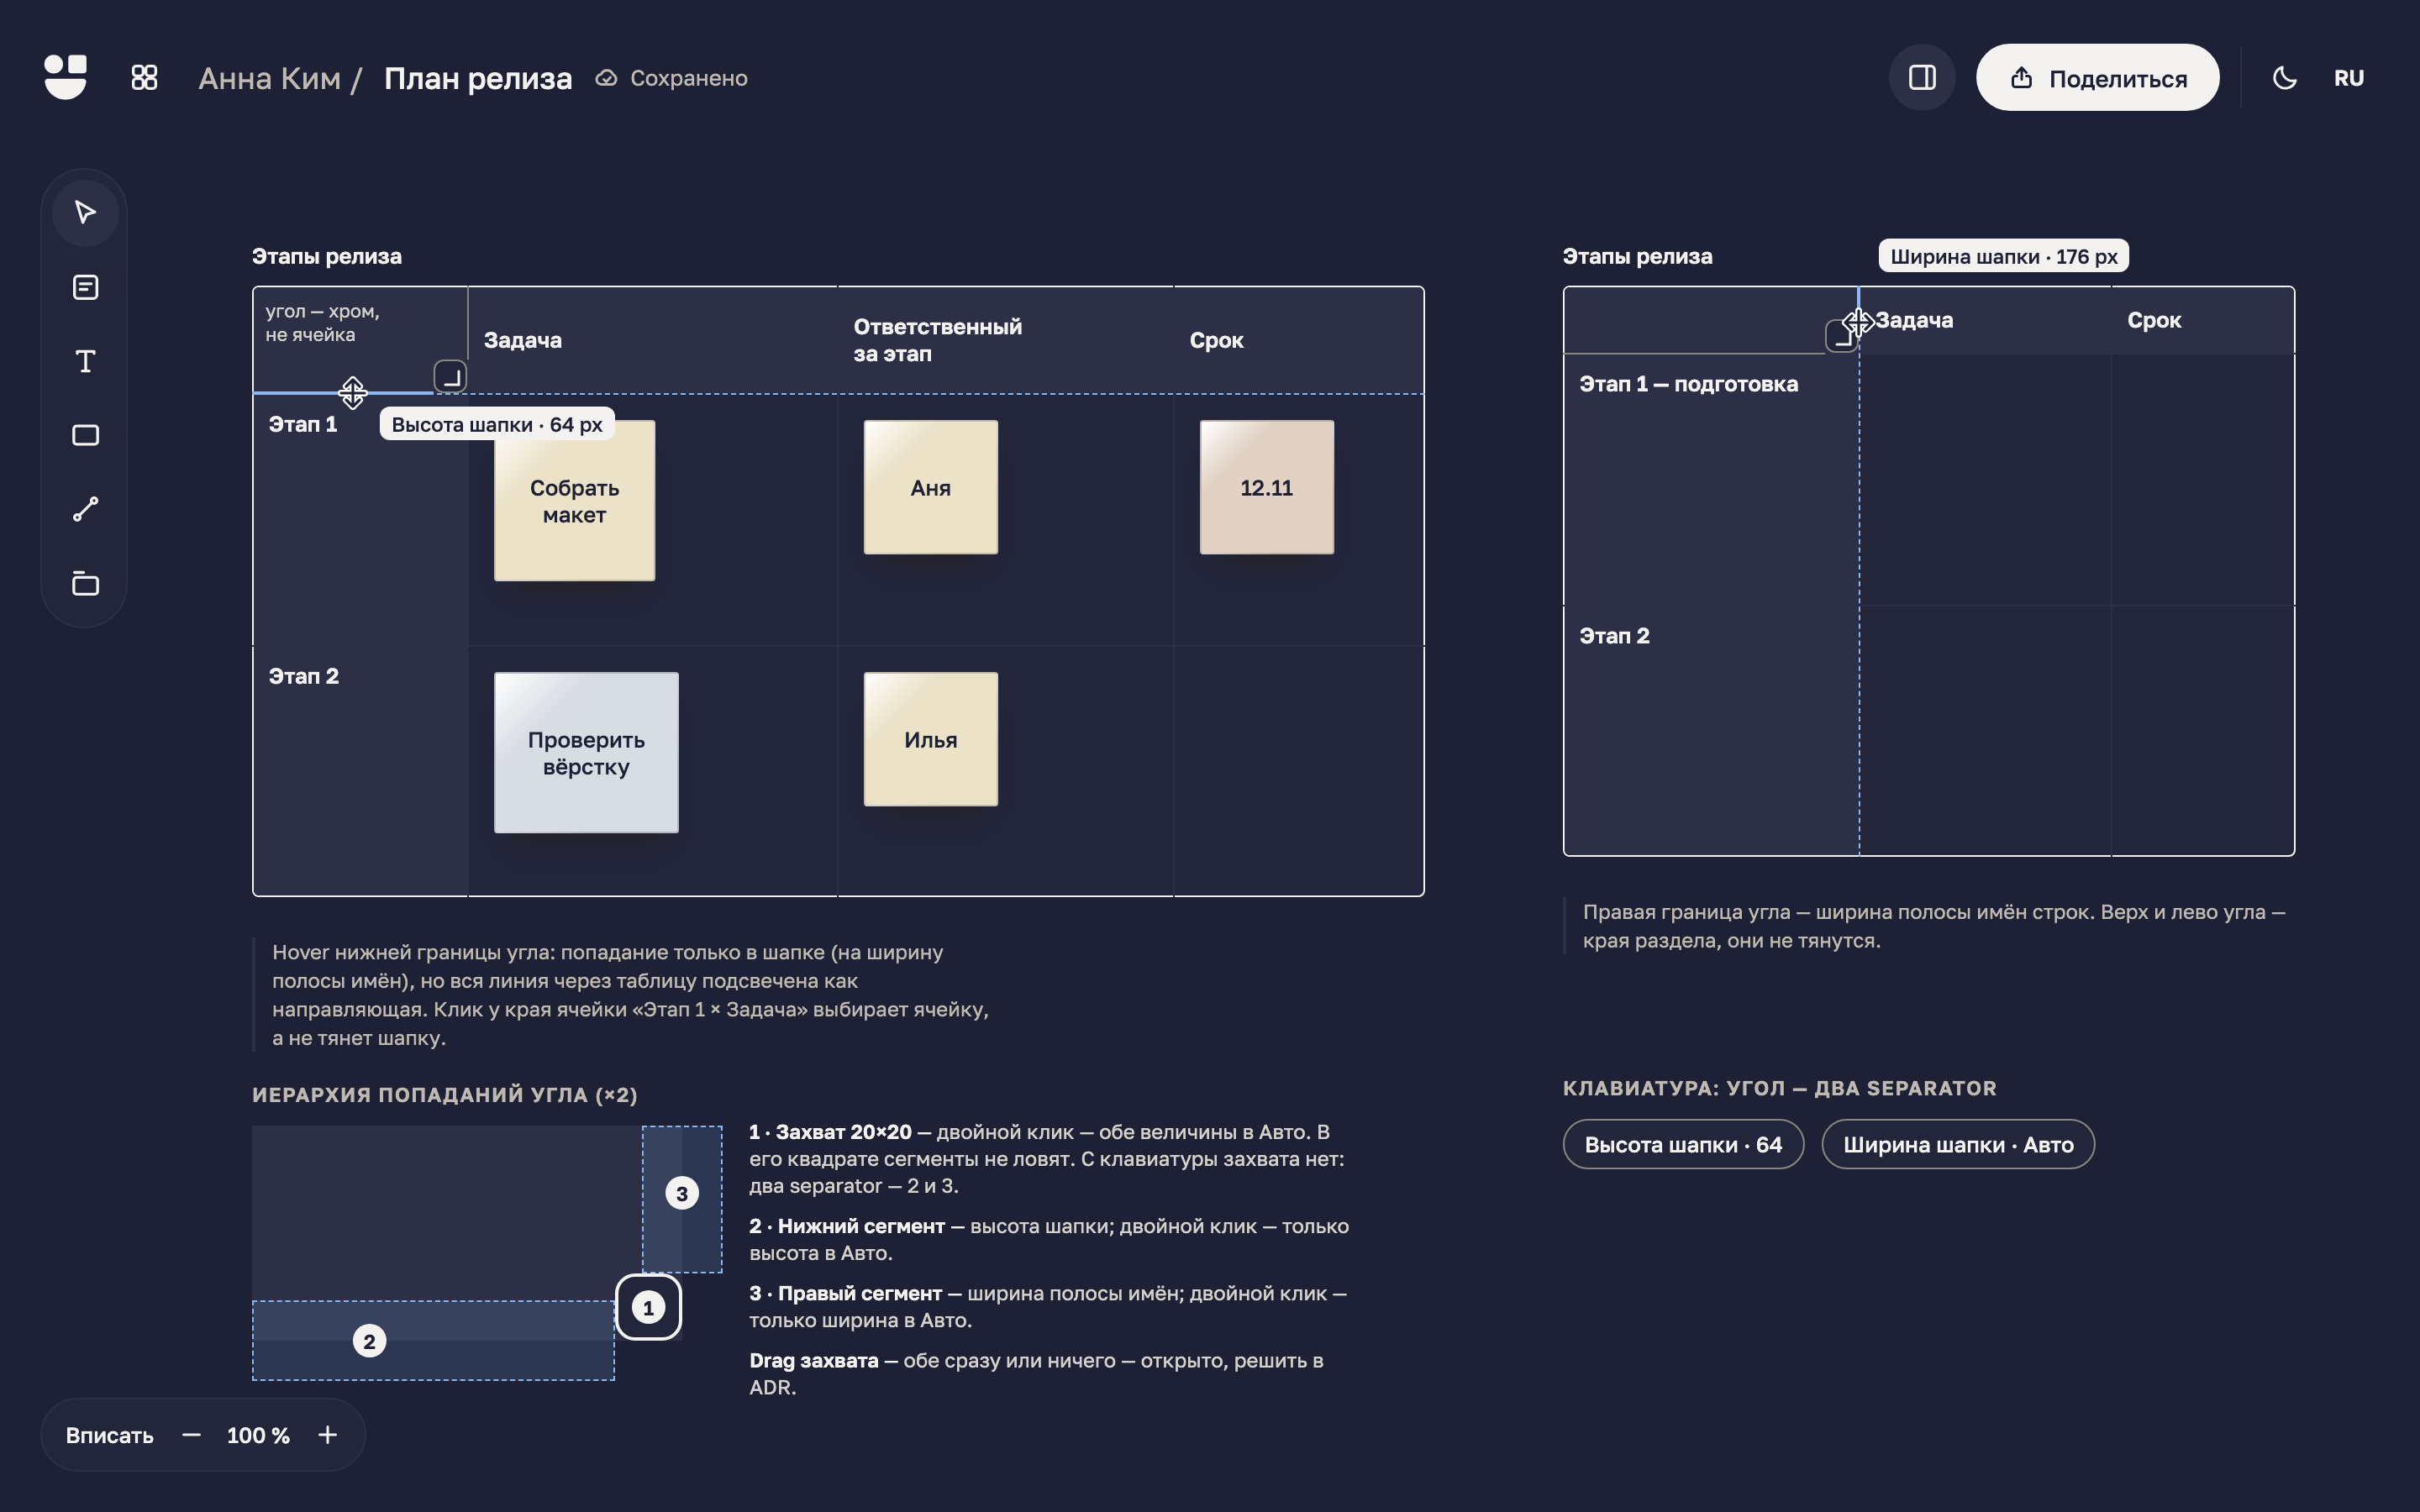 Анна Ким / План релиза Сохранено
Поделиться RU
Этапы релиза
угол — хром,
не ячейка
Задача
Ответственный
за этап
Срок
Этап 1
Высота шапки · 64 px
Собрать
макет
Аня
12.11
Этап 2
Проверить
вёрстку
Илья
Hover нижней границы угла: попадание только в шапке (на ширину
полосы имён), но вся линия через таблицу подсвечена как
направляющая. Клик у края ячейки «Этап 1 × Задача» выбирает ячейку,
а не тянет шапку.
Этапы релиза
Ширина шапки · 176 px
Задача
Срок
Этап 1 — подготовка
Этап 2
Правая граница угла — ширина полосы имён строк. Верх и лево угла —
края раздела, они не тянутся.
ИЕРАРХИЯ ПОПАДАНИЙ УГЛА (×2)
3
1
2
1 · Захват 20×20 — двойной клик — обе величины в Авто. В
его квадрате сегменты не ловят. С клавиатуры захвата нет:
два separator — 2 и 3.
2 · Нижний сегмент — высота шапки; двойной клик — только
высота в Авто.
3 · Правый сегмент — ширина полосы имён; двойной клик —
только ширина в Авто.
Drag захвата — обе сразу или ничего — открыто, решить в
ADR.
КЛАВИАТУРА: УГОЛ — ДВА SEPARATOR
Высота шапки · 64
Ширина шапки · Авто
Вписать — 100 % +